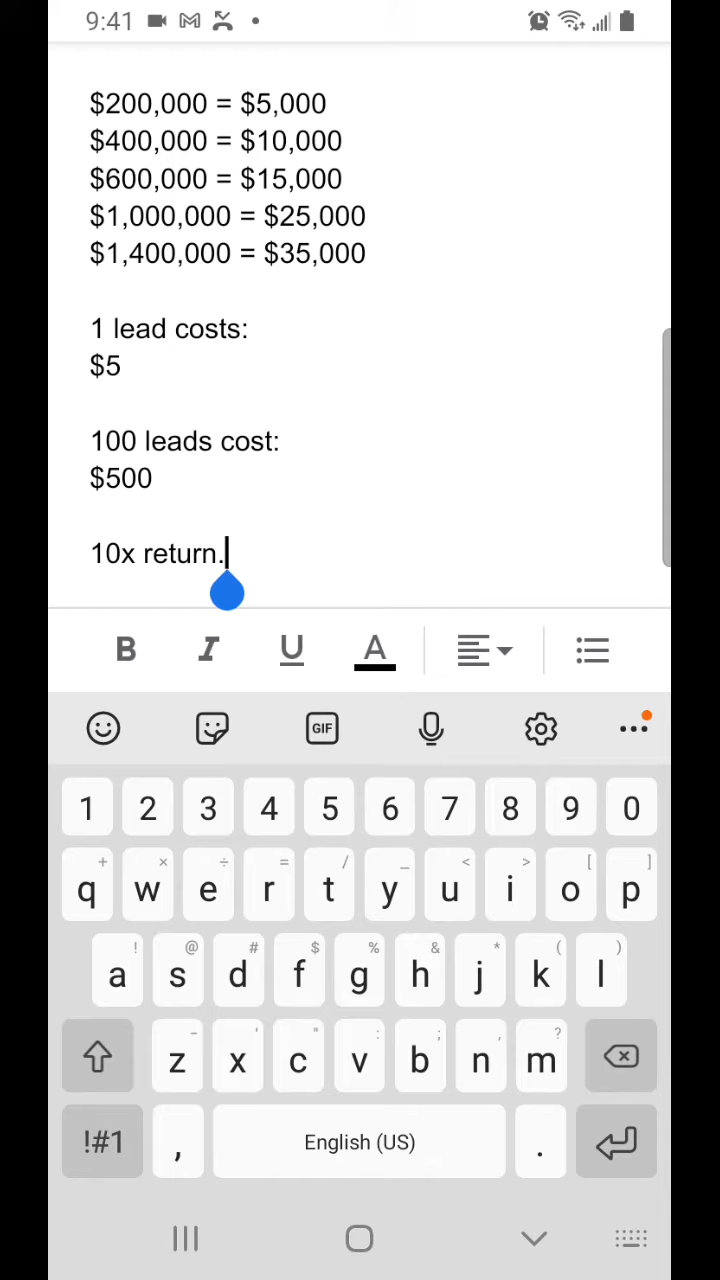 9:41
$200,000 = $5,000
$400,000 = $10,000
$600,000 = $15,000
$1,000,000 = $25,000
$1,400,000 = $35,000
1 lead costs:
$5
100 leads cost:
$500
10x return.
B I U A
GIF
1 2 3 4 5 6 7 8 9 0
+ × ÷ = / _ < > [ ]
q w e r t y u i o p
! @ # $ % & * ( )
a s d f g h j k l
- ' " : ; , ?
z x c v b n m
!#1 , English (US) .